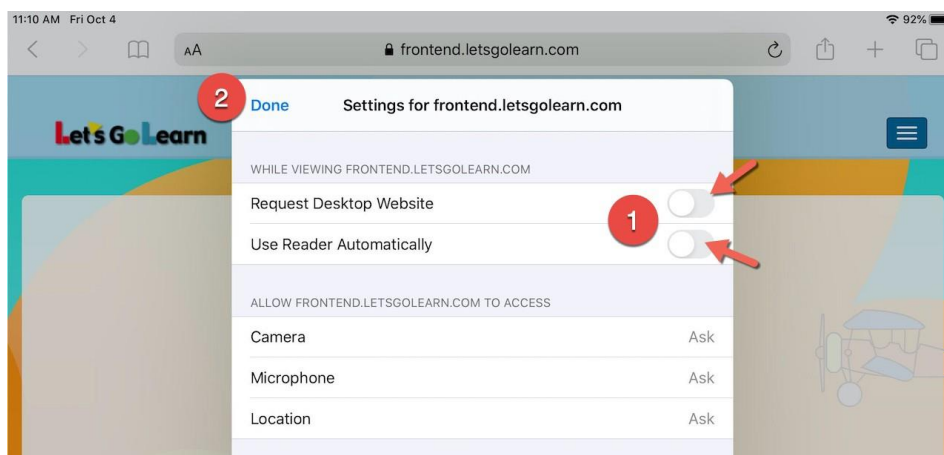 11:10 AM Fri Oct 4 92%
AA frontend.letsgolearn.com
2 Done Settings for frontend.letsgolearn.com
Let's Go Learn
WHILE VIEWING FRONTEND.LETSGOLEARN.COM
Request Desktop Website
1
Use Reader Automatically
ALLOW FRONTEND.LETSGOLEARN.COM TO ACCESS
Camera Ask
Microphone Ask
Location Ask